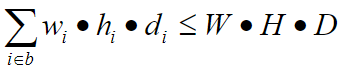 ∑_{i∈b} w_i • h_i • d_i ≤ W • H • D